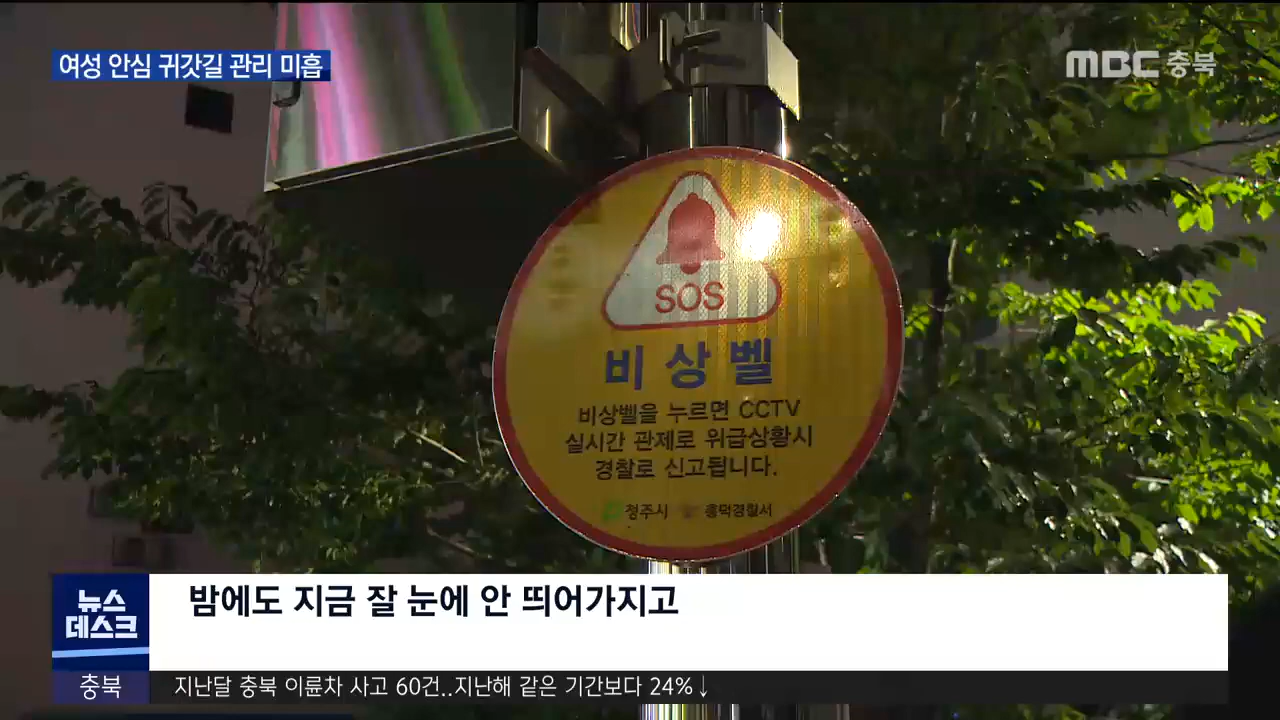 여성 안심 귀갓길 관리 미흡
MBC 충북
SOS
비상벨
비상벨을 누르면 CCTV
실시간 관제로 위급상황시
경찰로 신고됩니다.
청주시 흥덕경찰서
밤에도 지금 잘 눈에 안 띄어가지고
뉴스
데스크
충북
지난달 충북 이륜차 사고 60건..지난해 같은 기간보다 24%↓